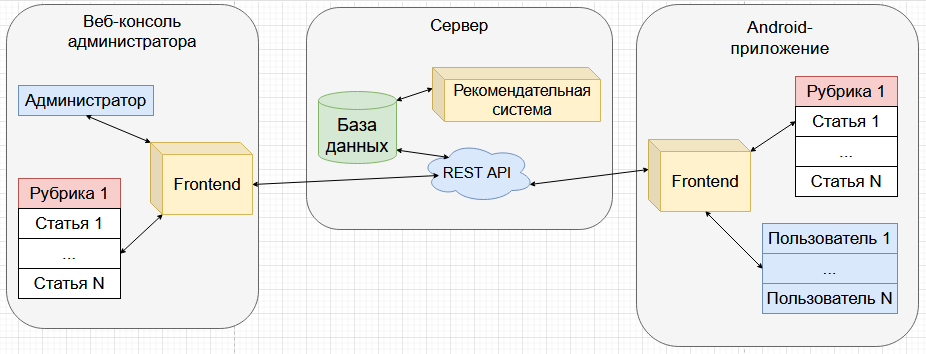 Веб-консоль
администратора
Администратор
Frontend
Рубрика 1
Статья 1
...
Статья N
Сервер
Рекомендательная
система
База
данных
REST API
Android-
приложение
Рубрика 1
Статья 1
...
Статья N
Frontend
Пользователь 1
...
Пользователь N